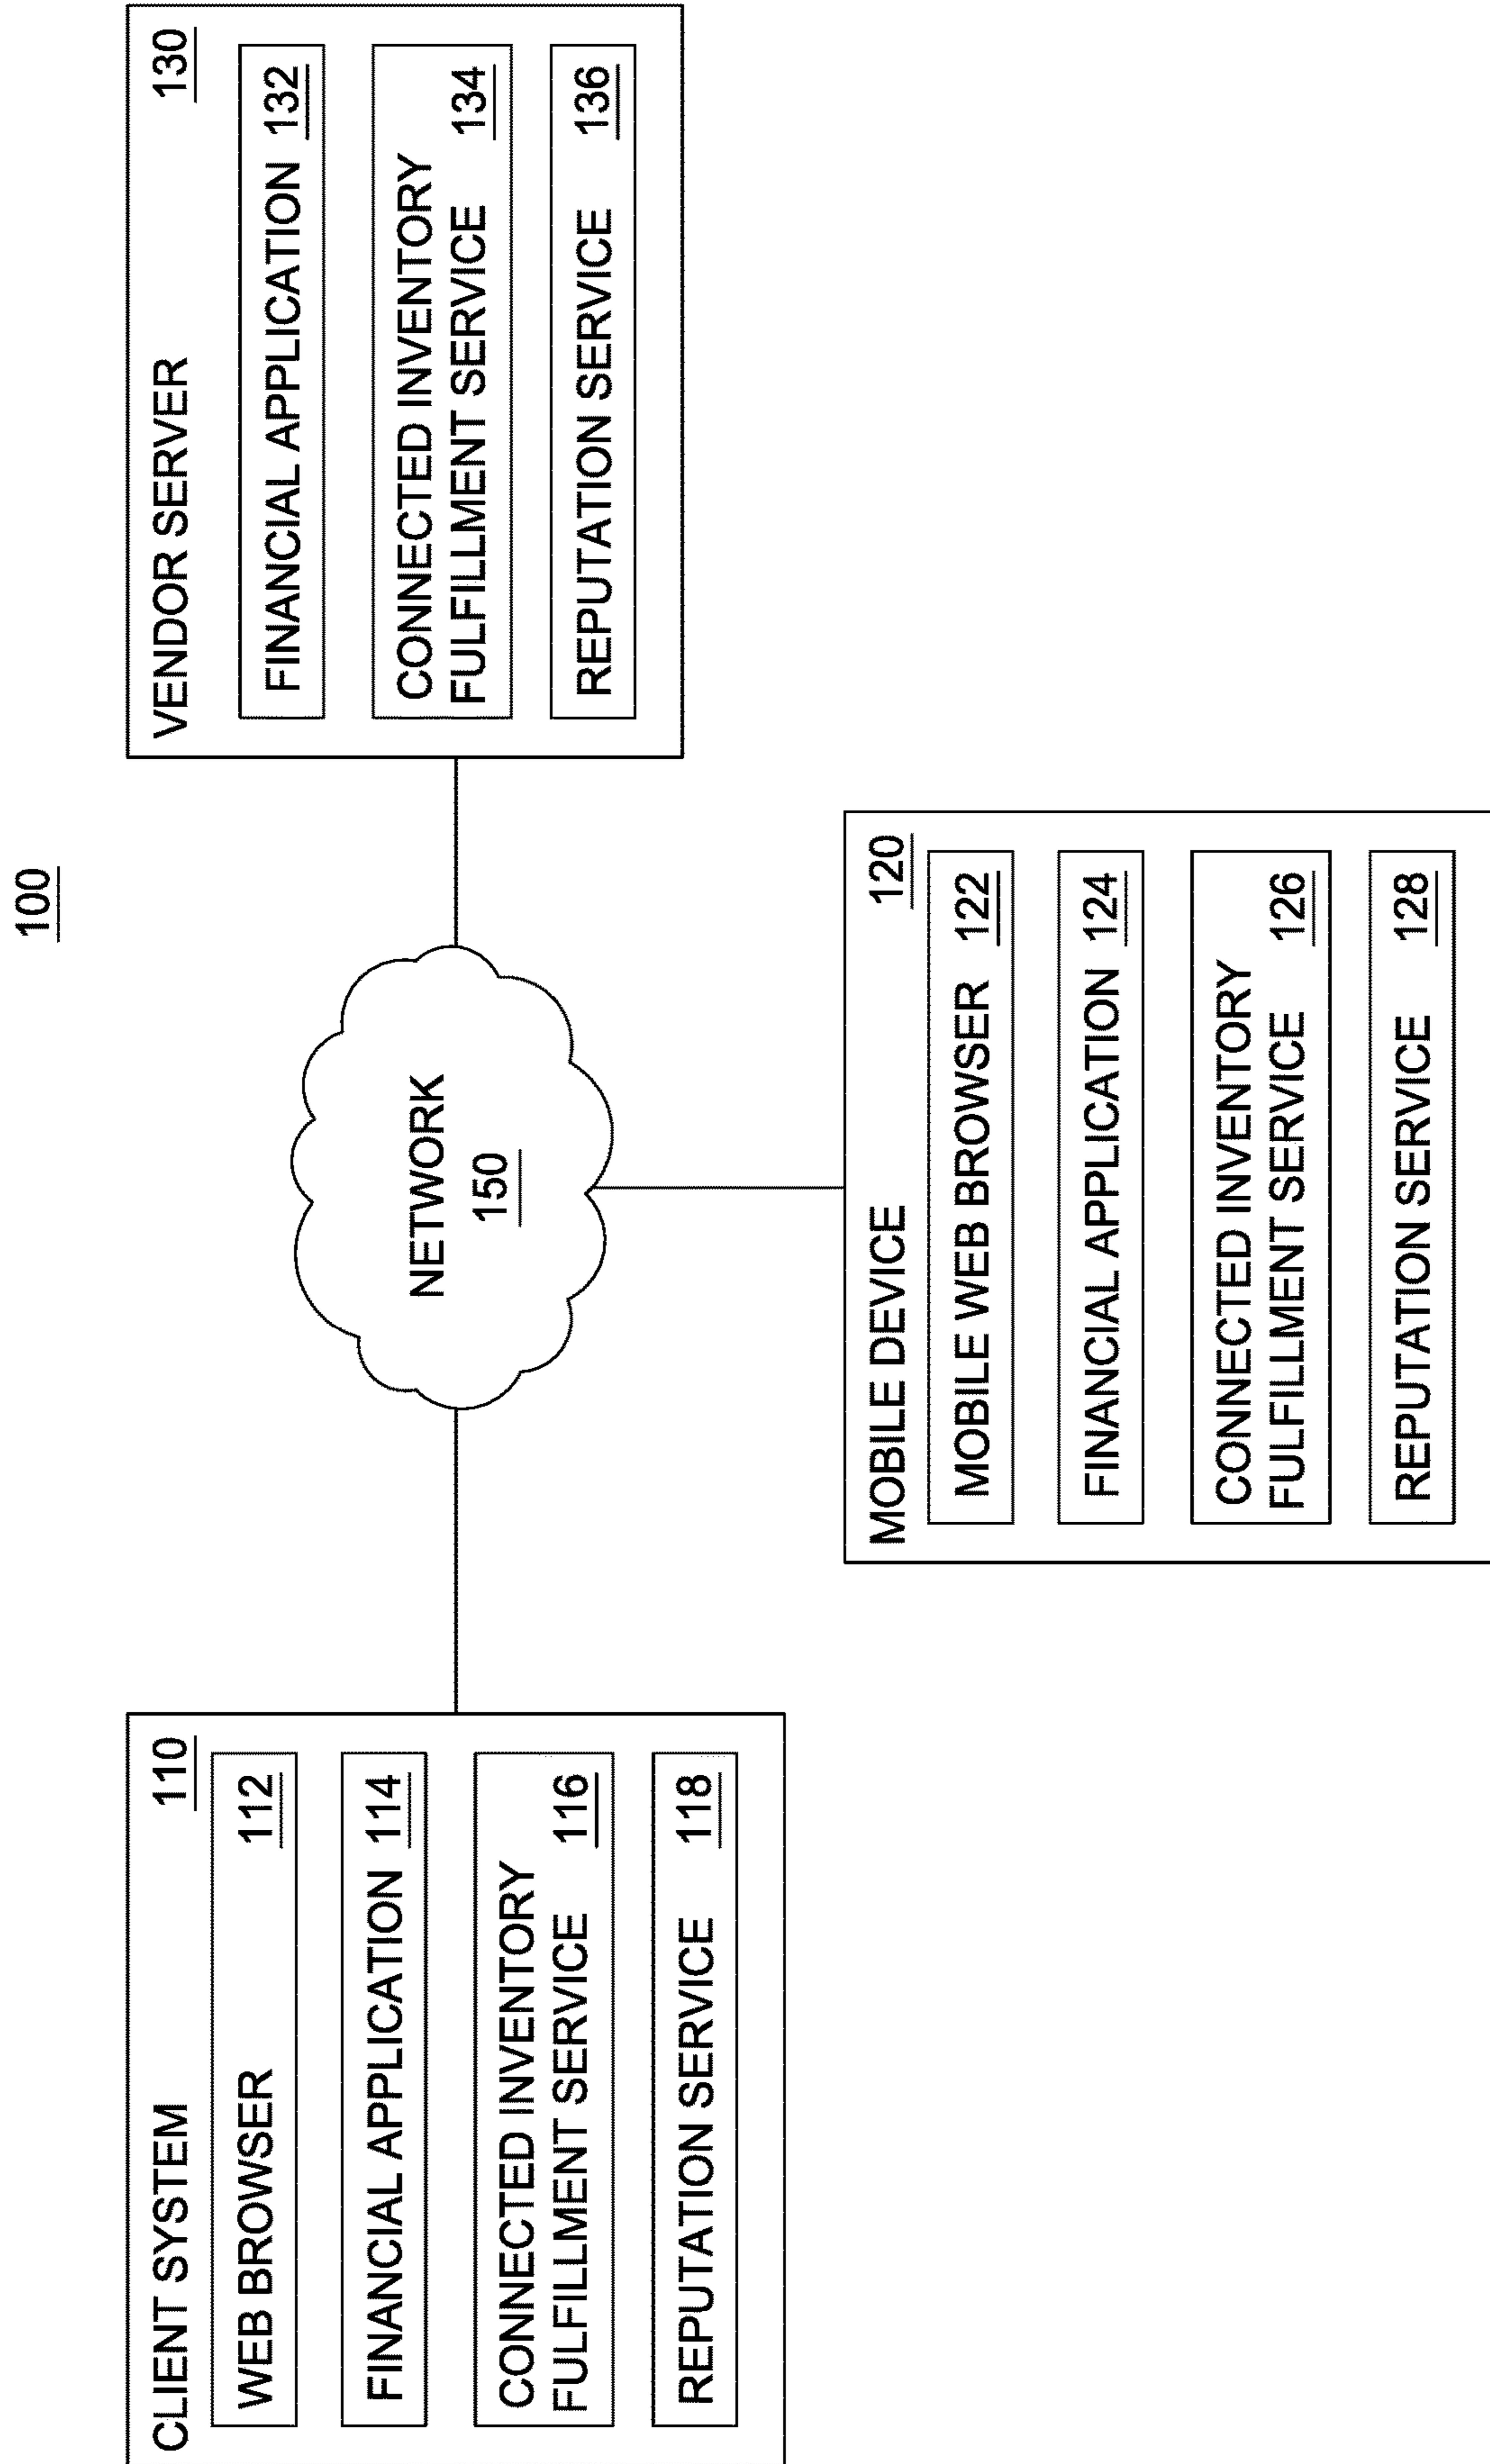 100
CLIENT SYSTEM 110
WEB BROWSER 112
FINANCIAL APPLICATION 114
CONNECTED INVENTORY
FULFILLMENT SERVICE 116
REPUTATION SERVICE 118
NETWORK
150
VENDOR SERVER 130
FINANCIAL APPLICATION 132
CONNECTED INVENTORY
FULFILLMENT SERVICE 134
REPUTATION SERVICE 136
MOBILE DEVICE 120
MOBILE WEB BROWSER 122
FINANCIAL APPLICATION 124
CONNECTED INVENTORY
FULFILLMENT SERVICE 126
REPUTATION SERVICE 128